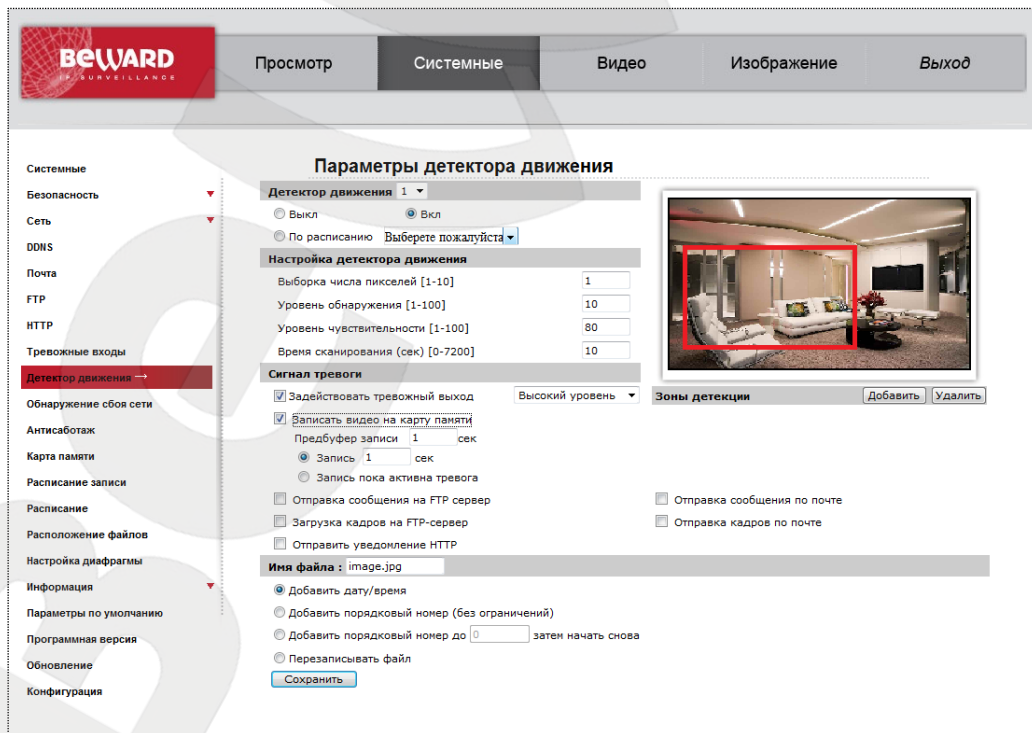 BEWARD
IP SURVEILLANCE
Просмотр
Системные
Видео
Изображение
Выход
Системные
Безопасность
Сеть
DDNS
Почта
FTP
HTTP
Тревожные входы
Детектор движения →
Обнаружение сбоя сети
Антисаботаж
Карта памяти
Расписание записи
Расписание
Расположение файлов
Настройка диафрагмы
Информация
Параметры по умолчанию
Программная версия
Обновление
Конфигурация
Параметры детектора движения
Детектор движения 1
Выкл Вкл
По расписанию Выберете пожалуйста
Настройка детектора движения
Выборка числа пикселей [1-10] 1
Уровень обнаружения [1-100] 10
Уровень чувствительности [1-100] 80
Время сканирования (сек) [0-7200] 10
Сигнал тревоги
Задействовать тревожный выход Высокий уровень
Зоны детекции Добавить Удалить
Записать видео на карту памяти
Предбуфер записи 1 сек
Запись 1 сек
Запись пока активна тревога
Отправка сообщения на FTP сервер Отправка сообщения по почте
Загрузка кадров на FTP-сервер Отправка кадров по почте
Отправить уведомление HTTP
Имя файла : image.jpg
Добавить дату/время
Добавить порядковый номер (без ограничений)
Добавить порядковый номер до 0 затем начать снова
Перезаписывать файл
Сохранить